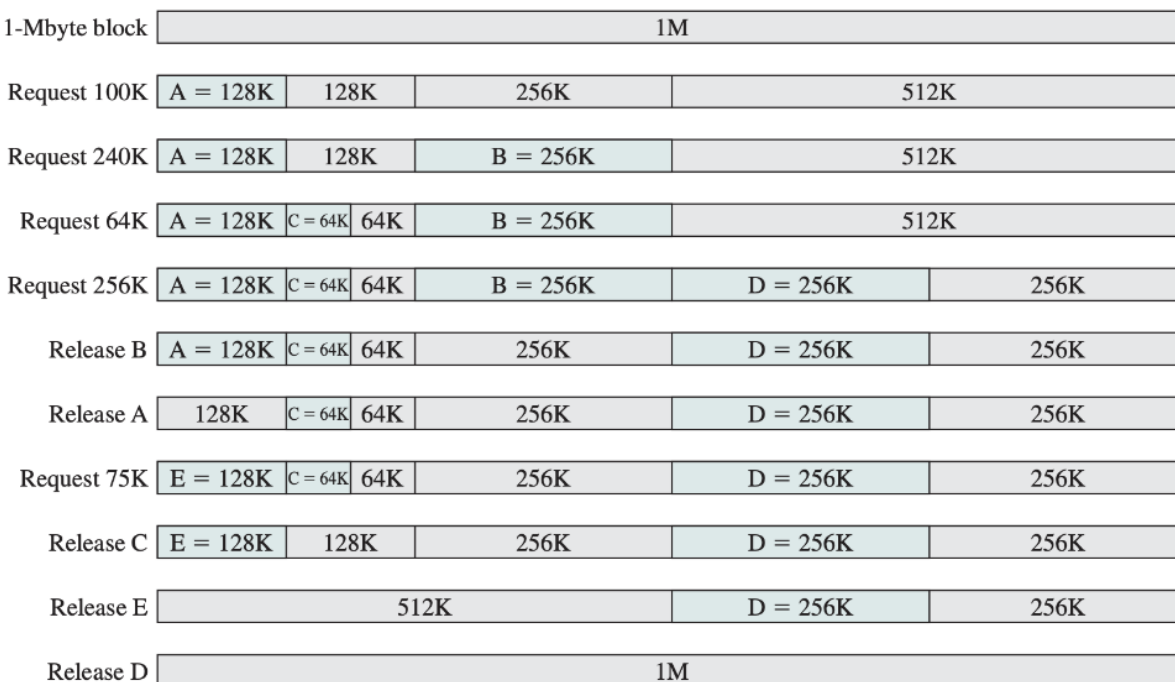 1-Mbyte block 1M
Request 100K A = 128K 128K 256K 512K
Request 240K A = 128K 128K B = 256K 512K
Request 64K A = 128K C = 64K 64K B = 256K 512K
Request 256K A = 128K C = 64K 64K B = 256K D = 256K 256K
Release B A = 128K C = 64K 64K 256K D = 256K 256K
Release A 128K C = 64K 64K 256K D = 256K 256K
Request 75K E = 128K C = 64K 64K 256K D = 256K 256K
Release C E = 128K 128K 256K D = 256K 256K
Release E 512K D = 256K 256K
Release D 1M